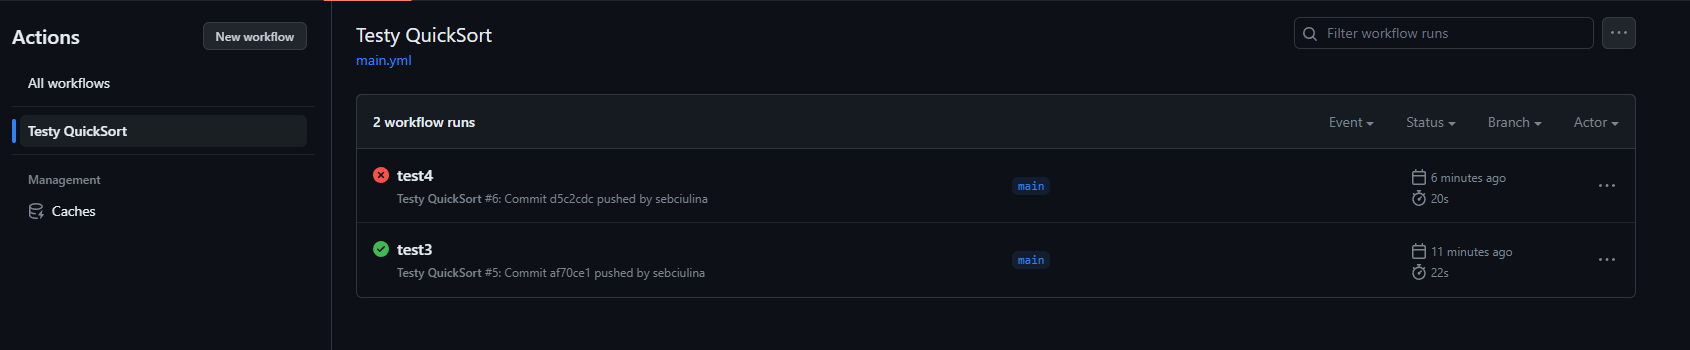 Actions
New workflow
All workflows
Testy QuickSort
Management
Caches
Testy QuickSort
main.yml
Filter workflow runs
2 workflow runs
Event
Status
Branch
Actor
test4
Testy QuickSort #6: Commit d5c2cdc pushed by sebciulina
main
6 minutes ago
20s
test3
Testy QuickSort #5: Commit af70ce1 pushed by sebciulina
main
11 minutes ago
22s